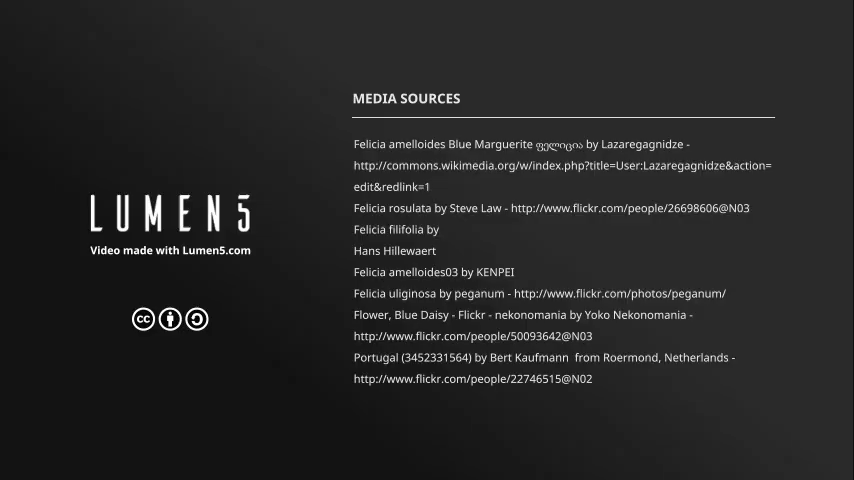 LUMEN5
Video made with Lumen5.com
cc
MEDIA SOURCES
Felicia amelloides Blue Marguerite ფელიცია by Lazaregagnidze -
http://commons.wikimedia.org/w/index.php?title=User:Lazaregagnidze&action=
edit&redlink=1
Felicia rosulata by Steve Law - http://www.flickr.com/people/26698606@N03
Felicia filifolia by
Hans Hillewaert
Felicia amelloides03 by KENPEI
Felicia uliginosa by peganum - http://www.flickr.com/photos/peganum/
Flower, Blue Daisy - Flickr - nekonomania by Yoko Nekonomania -
http://www.flickr.com/people/50093642@N03
Portugal (3452331564) by Bert Kaufmann  from Roermond, Netherlands -
http://www.flickr.com/people/22746515@N02